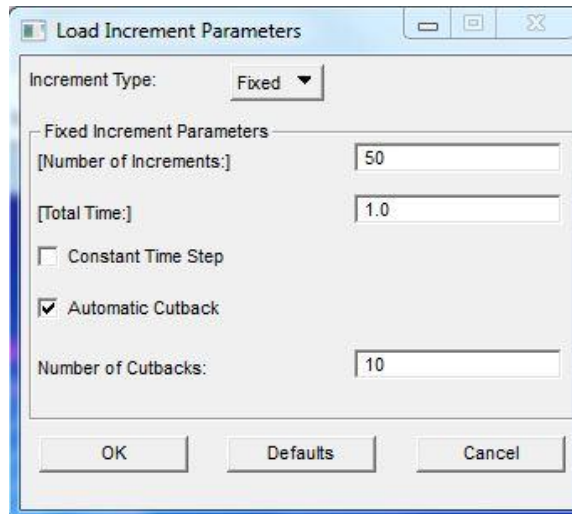 Load Increment Parameters
Increment Type: Fixed
Fixed Increment Parameters
[Number of Increments:] 50
[Total Time:] 1.0
Constant Time Step
Automatic Cutback
Number of Cutbacks: 10
OK Defaults Cancel